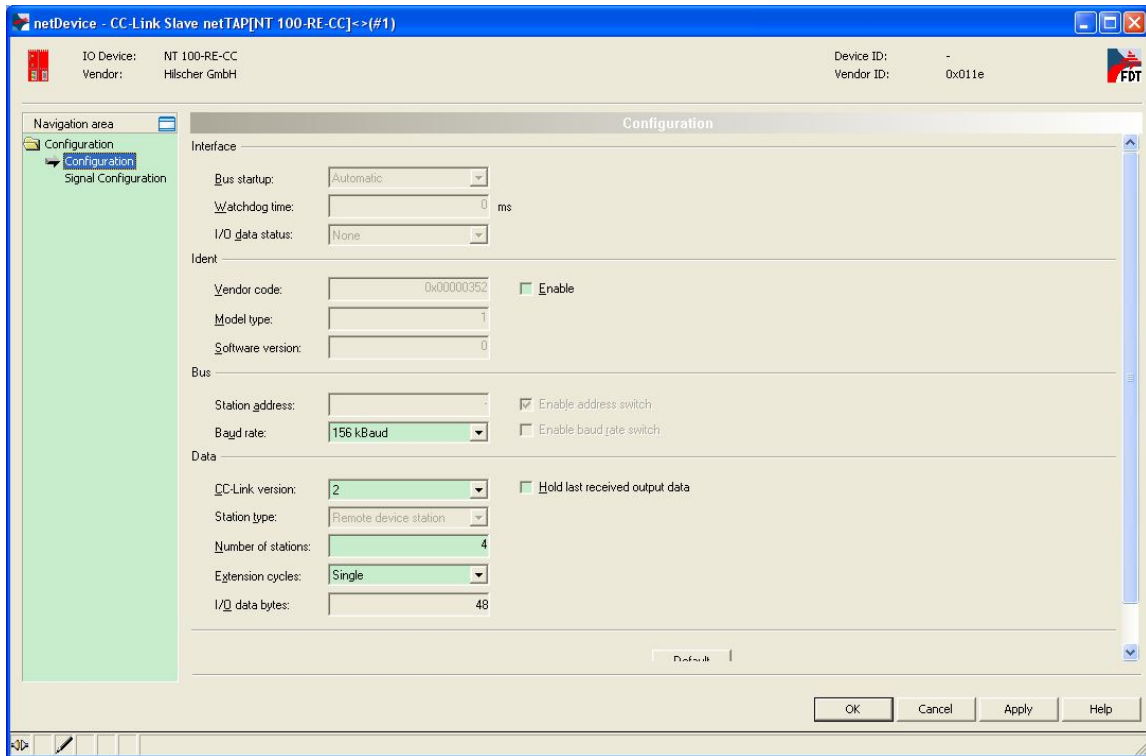 netDevice - CC-Link Slave netTAP[NT 100-RE-CC]<>(#1)
IO Device: NT 100-RE-CC Device ID: -
Vendor: Hilscher GmbH Vendor ID: 0x011e
FDT
Navigation area
Configuration
Configuration
Signal Configuration
Configuration
Interface
Bus startup: Automatic
Watchdog time: 0 ms
I/O data status: None
Ident
Vendor code: 0x00000352 Enable
Model type: 1
Software version: 0
Bus
Station address: - Enable address switch
Baud rate: 156 kBaud Enable baud rate switch
Data
CC-Link version: 2 Hold last received output data
Station type: Remote device station
Number of stations: 4
Extension cycles: Single
I/O data bytes: 48
Default
OK Cancel Apply Help